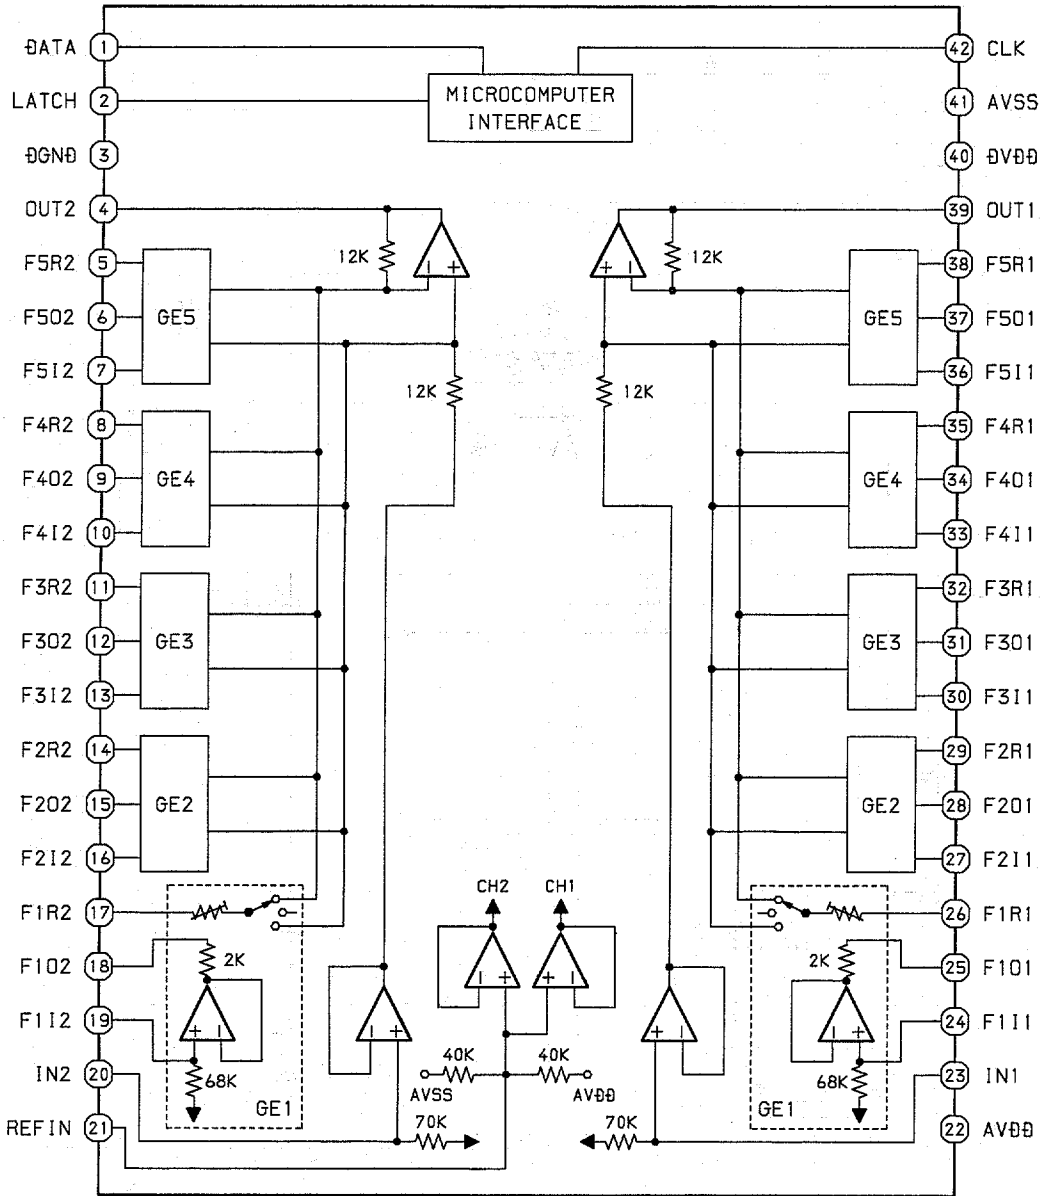 DATA 1 42 CLK
MICROCOMPUTER
INTERFACE
LATCH 2 41 AVSS
DGND 3 40 DVDD
OUT2 4 39 OUT1
12K 12K
- + + -
F5R2 5 38 F5R1
F5O2 6 GE5 GE5 37 F5O1
F5I2 7 36 F5I1
12K 12K
F4R2 8 35 F4R1
F4O2 9 GE4 GE4 34 F4O1
F4I2 10 33 F4I1
F3R2 11 32 F3R1
F3O2 12 GE3 GE3 31 F3O1
F3I2 13 30 F3I1
F2R2 14 29 F2R1
F2O2 15 GE2 GE2 28 F2O1
F2I2 16 27 F2I1
CH2 CH1
F1R2 17 26 F1R1
F1O2 18 2K 2K 25 F1O1
- + + -
F1I2 19 + - - + + - - + 24 F1I1
40K 40K
IN2 20 68K 68K 23 IN1
AVSS AVDD
GE1 GE1
REFIN 21 70K 70K 22 AVDD